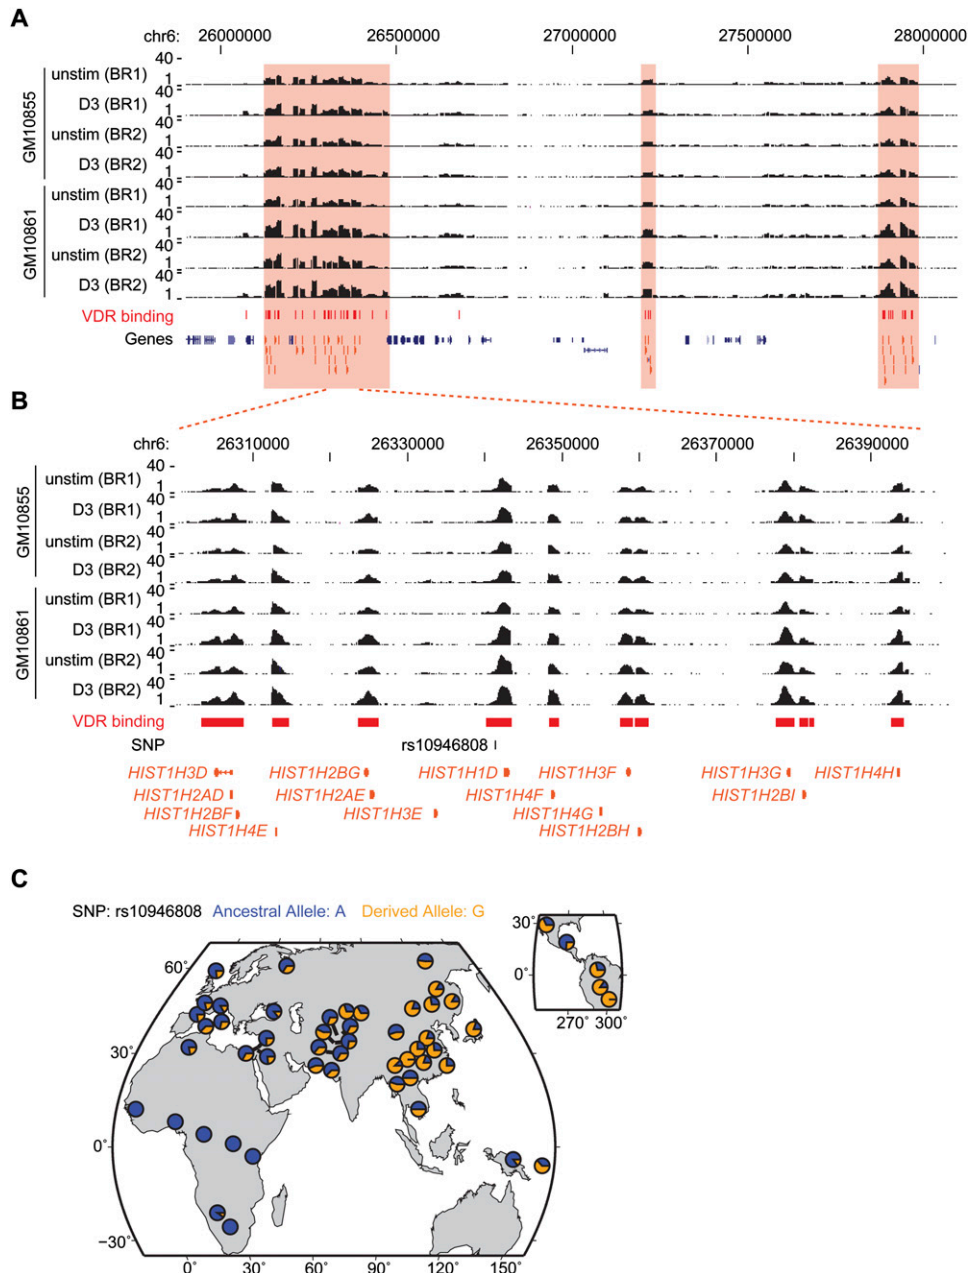 A
chr6: 26000000 26500000 27000000 27500000 28000000
GM10855
40
unstim (BR1) 1
40
D3 (BR1) 1
40
unstim (BR2) 1
40
D3 (BR2) 1
GM10861
40
unstim (BR1) 1
40
D3 (BR1) 1
40
unstim (BR2) 1
40
D3 (BR2) 1
VDR binding
Genes
B
chr6: 26310000 26330000 26350000 26370000 26390000
GM10855
40
unstim (BR1) 1
40
D3 (BR1) 1
40
unstim (BR2) 1
40
D3 (BR2) 1
GM10861
40
unstim (BR1) 1
40
D3 (BR1) 1
40
unstim (BR2) 1
40
D3 (BR2) 1
VDR binding
SNP rs10946808
HIST1H3D HIST1H2BG HIST1H1D HIST1H3F HIST1H3G HIST1H4H
HIST1H2AD HIST1H2AE HIST1H4F HIST1H2BI
HIST1H2BF HIST1H3E HIST1H4G
HIST1H4E HIST1H2BH
C
SNP: rs10946808 Ancestral Allele: A Derived Allele: G
30°
0°
270° 300°
60°
30°
0°
−30°
0° 30° 60° 90° 120° 150°